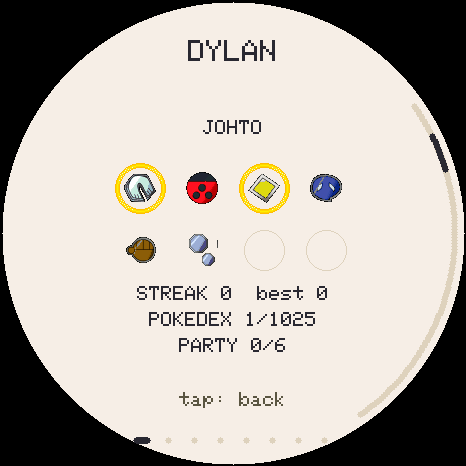 DYLAN
JOHTO
STREAK 0 best 0
POKEDEX 1/1025
PARTY 0/6
tap: back